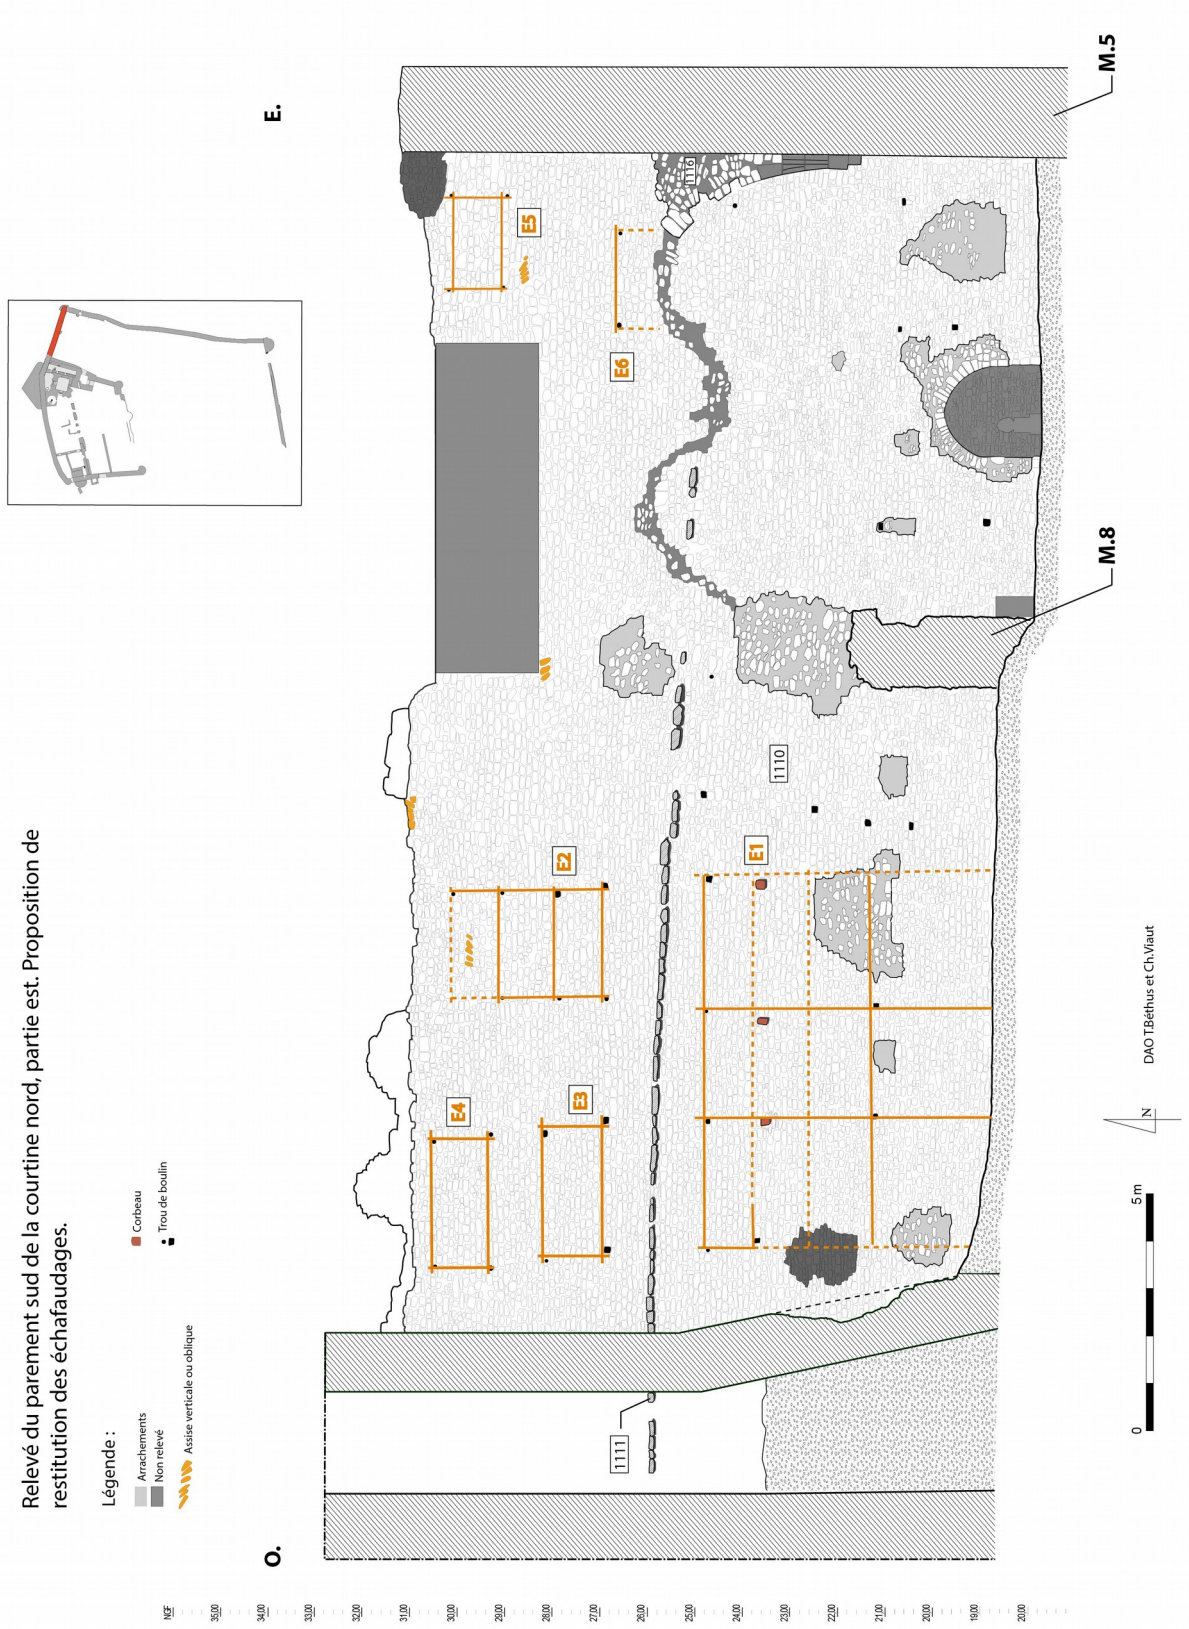 Relevé du parement sud de la courtine nord, partie est. Proposition de
restitution des échafaudages.
Légende :
Arrachements
Non relevé
Assise verticale ou oblique
Corbeau
Trou de boulin
O.
E.
NGF
35,00
34,00
33,00
32,00
31,00
30,00
29,00
28,00
27,00
26,00
25,00
24,00
23,00
22,00
21,00
20,00
19,00
20,00
E4
E3
E2
E5
E6
E1
1111
1110
1116
M.8
M.5
0
5 m
N
DAO T.Béthus et Ch.Viaut